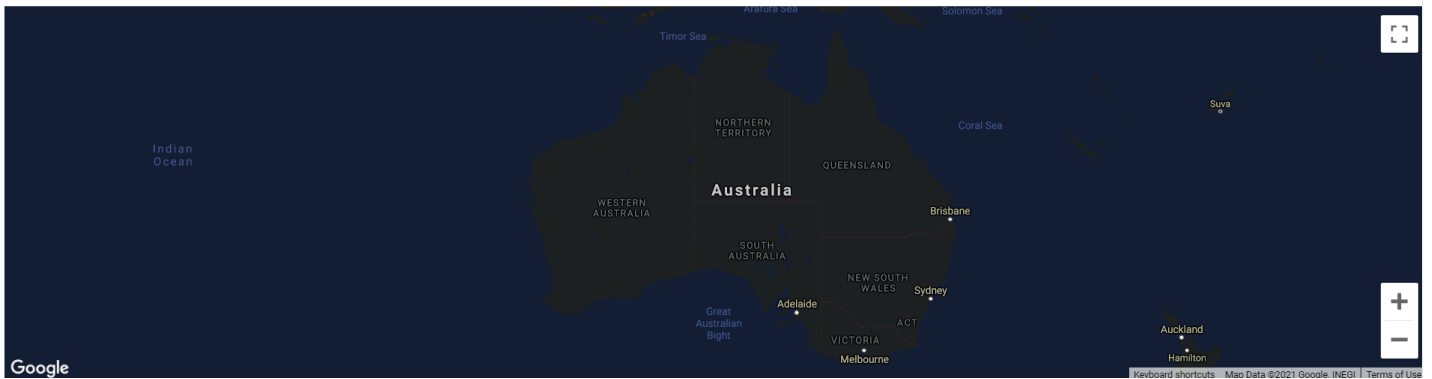 Arafura Sea
Solomon Sea
Timor Sea
Suva
NORTHERN
TERRITORY
Coral Sea
Indian
Ocean
QUEENSLAND
Australia
WESTERN
AUSTRALIA
Brisbane
SOUTH
AUSTRALIA
NEW SOUTH
WALES
Sydney
Adelaide
Great
Australian
Bight
ACT
VICTORIA
Auckland
Melbourne
Hamilton
Google
Keyboard shortcuts Map Data ©2021 Google, INEGI Terms of Use